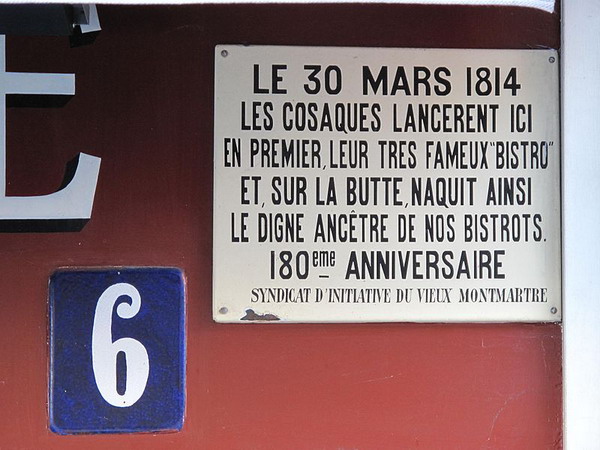 E
LE 30 MARS 1814
LES COSAQUES LANCERENT ICI
EN PREMIER, LEUR TRES FAMEUX "BISTRO"
ET, SUR LA BUTTE, NAQUIT AINSI
LE DIGNE ANCÊTRE DE NOS BISTROTS.
180eme ANNIVERSAIRE
SYNDICAT D'INITIATIVE DU VIEUX MONTMARTRE
6